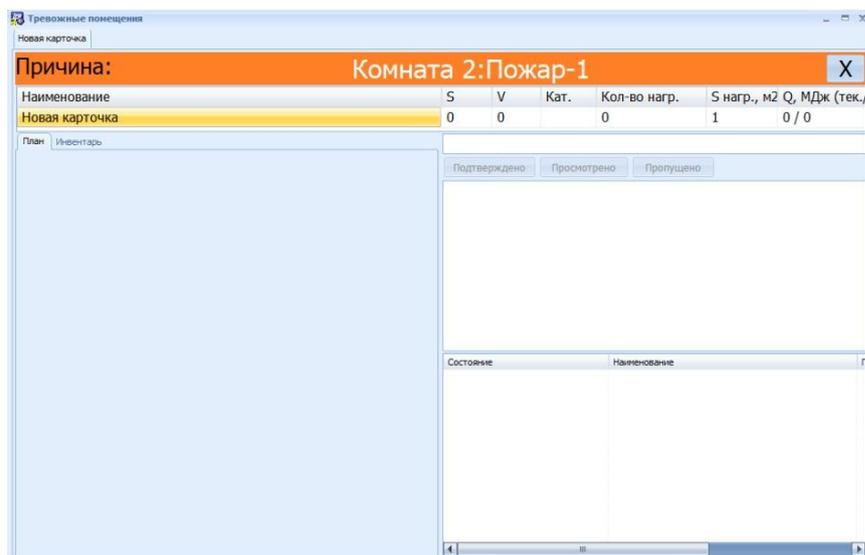 Тревожные помещения
Новая карточка
Причина: Комната 2:Пожар-1 X
Наименование S V Кат. Кол-во нагр. S нагр., м2 Q, МДж (тек./
Новая карточка 0 0 0 1 0 / 0
План Инвентарь
Подтверждено Просмотрено Пропущено
Состояние Наименование